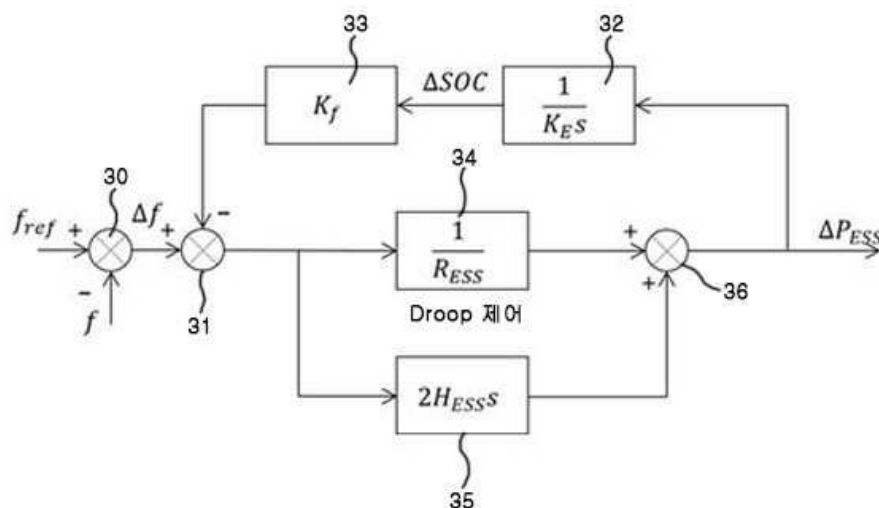 33
32
K_f
ΔSOC
1
K_E s
30
34
f_ref
+
Δf
+
-
1
R_ESS
+
ΔP_ESS
-
+
36
f
31
Droop 제어
2H_ESS s
35